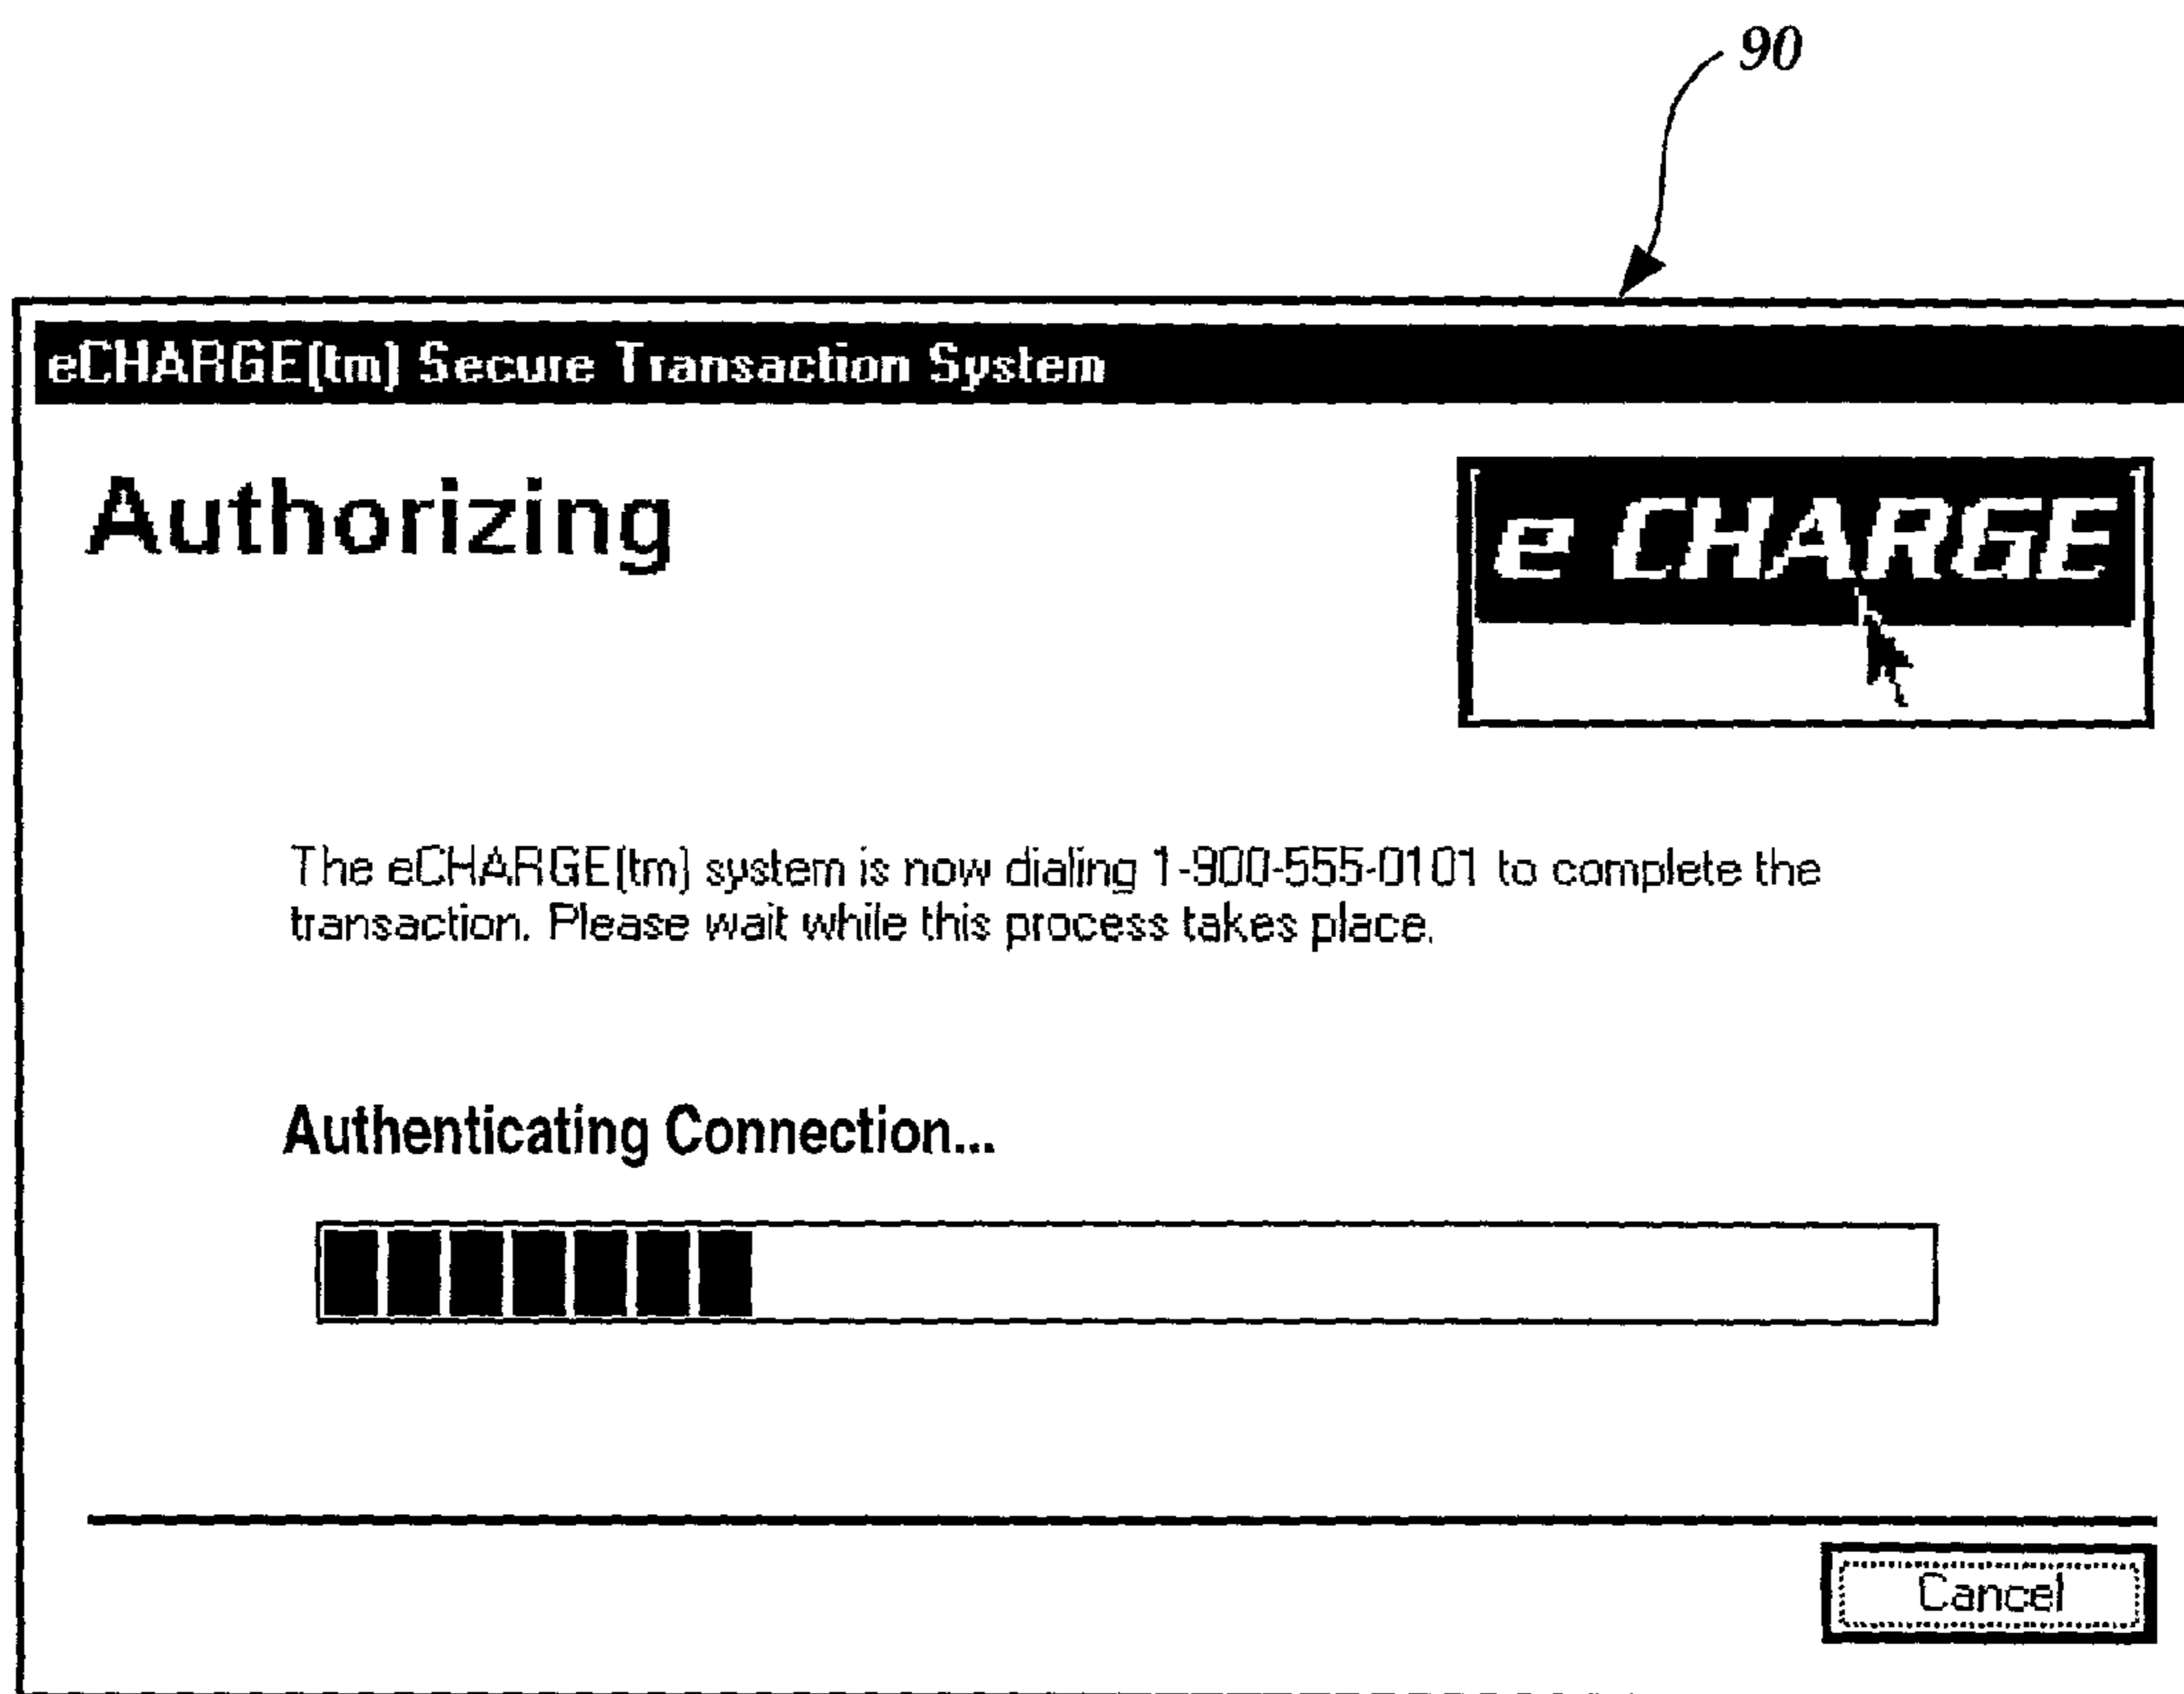 90
eCHARGE(tm) Secure Transaction System
Authorizing
e CHARGE
The eCHARGE(tm) system is now dialing 1-900-555-0101 to complete the
transaction. Please wait while this process takes place.
Authenticating Connection...
Cancel